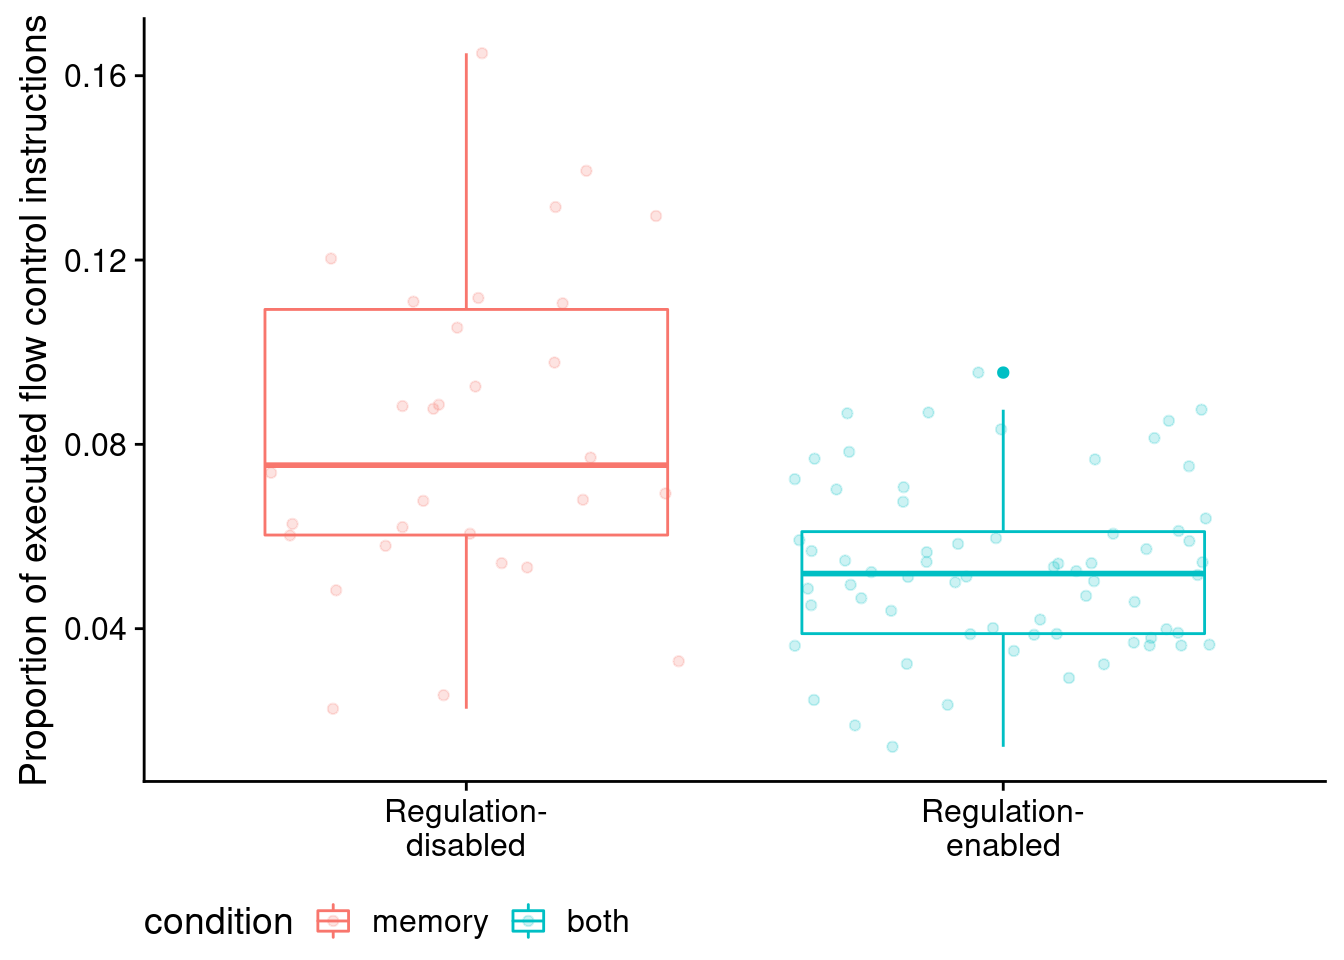 Proportion of executed flow control instructions
0.16
0.12
0.08
0.04
Regulation-
disabled
Regulation-
enabled
condition
memory
both